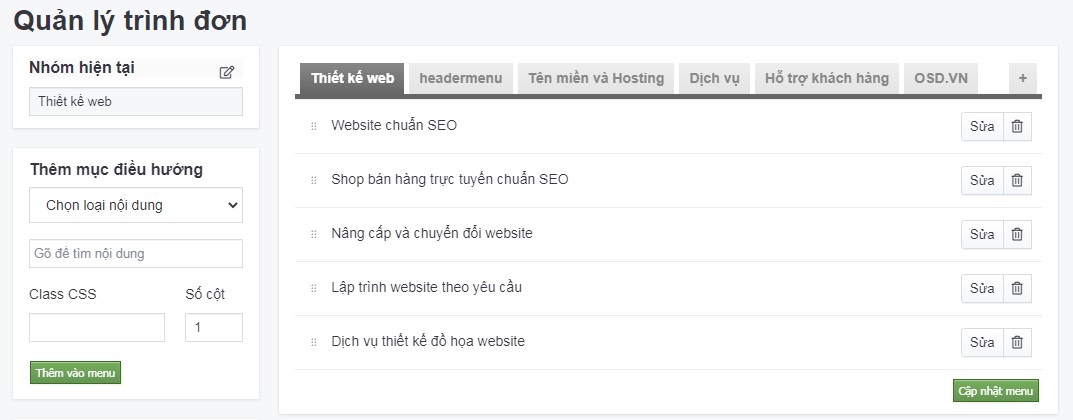 Quản lý trình đơn
Nhóm hiện tại
Thiết kế web
Thêm mục điều hướng
Chọn loại nội dung
Gõ để tìm nội dung
Class CSS Số cột
1
Thêm vào menu
Thiết kế web headermenu Tên miền và Hosting Dịch vụ Hỗ trợ khách hàng OSD.VN +
Website chuẩn SEO Sửa
Shop bán hàng trực tuyến chuẩn SEO Sửa
Nâng cấp và chuyển đổi website Sửa
Lập trình website theo yêu cầu Sửa
Dịch vụ thiết kế đồ họa website Sửa
Cập nhật menu